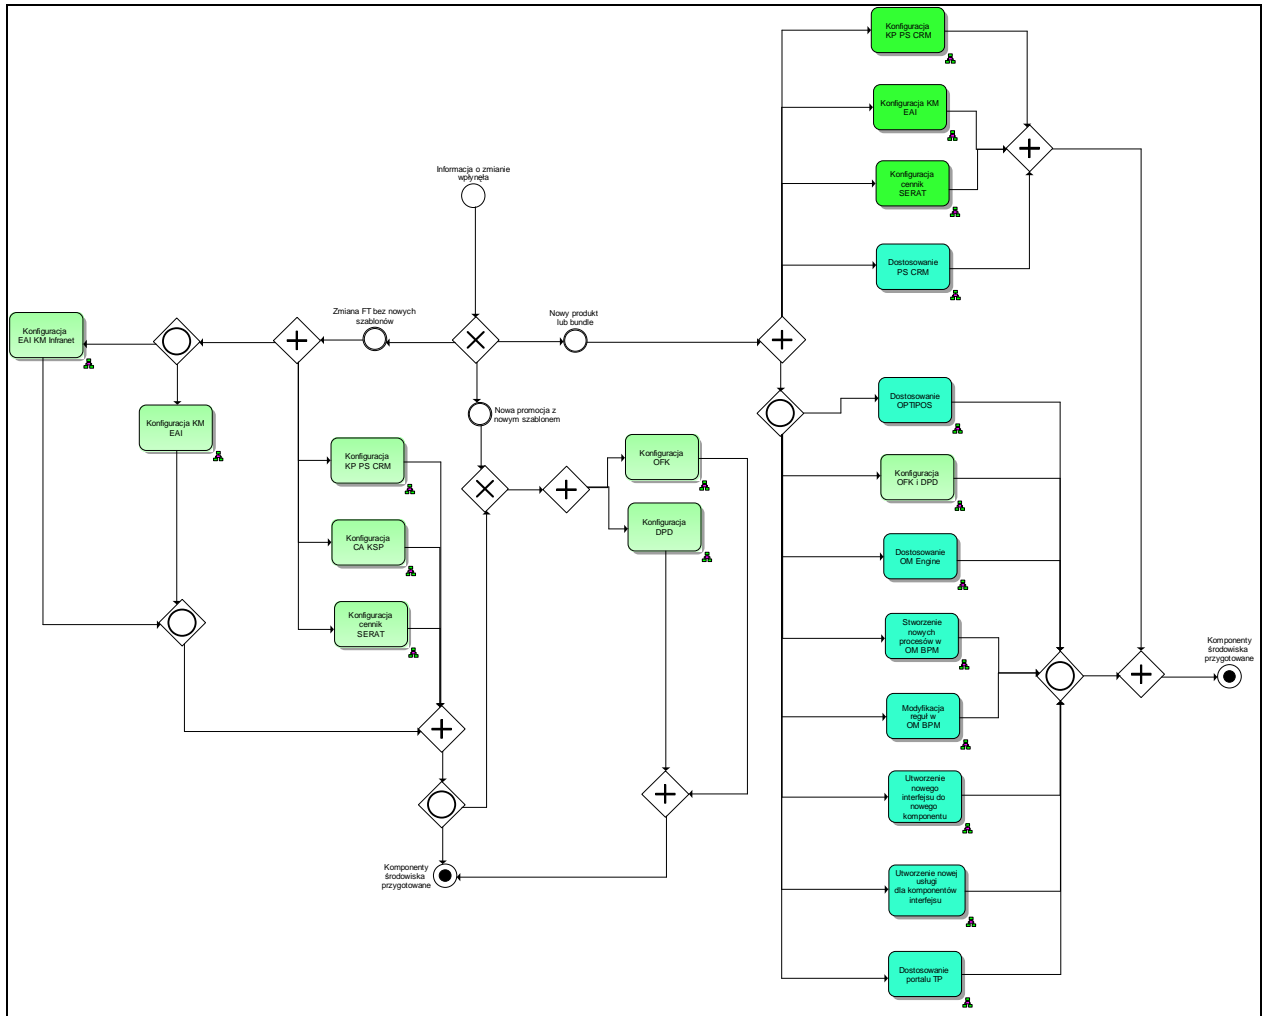 Konfiguracja
KP PS CRM
Konfiguracja KM
EAI
Konfiguracja
cennik
SERAT
Dostosowanie
PS CRM
Informacja o zmianie
wpłynęła
Zmiana FT bez nowych
szablonów
Nowy produkt
lub bundle
Konfiguracja
EAI KM Infranet
Konfiguracja KM
EAI
Nowa promocja z
nowym szablonem
Konfiguracja
KP PS CRM
Konfiguracja
CA KSP
Konfiguracja
cennik
SERAT
Konfiguracja
OFK
Konfiguracja
DPD
Dostosowanie
OPTIPOS
Konfiguracja
OFK i DPD
Dostosowanie
OM Engine
Stworzenie
nowych
procesów w
OM BPM
Modyfikacja
reguł w
OM BPM
Utworzenie
nowego
interfejsu do
nowego
komponentu
Utworzenie nowej
usługi
dla komponentów
interfejsu
Dostosowanie
portalu TP
Komponenty
środowiska
przygotowane
Komponenty
środowiska
przygotowane